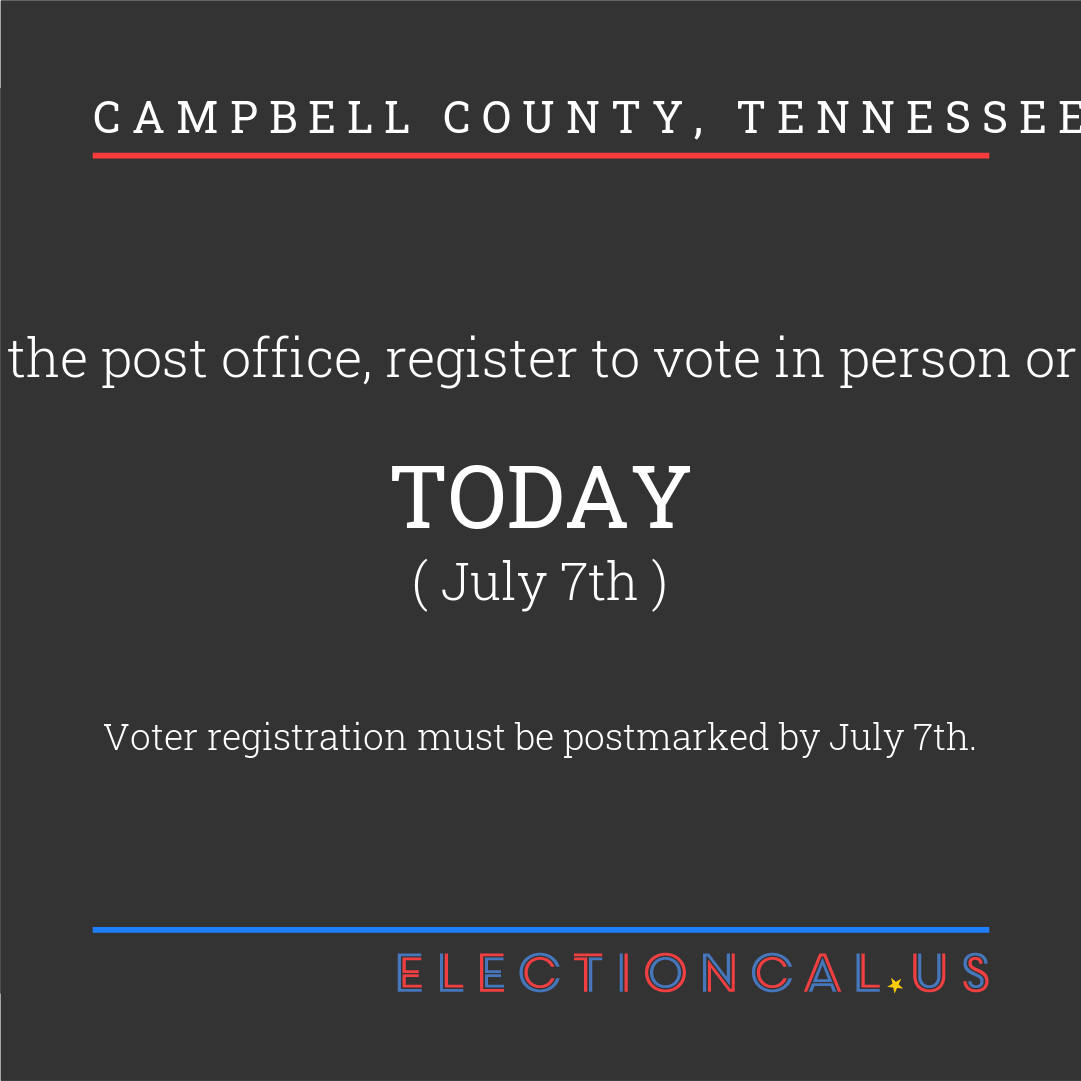 CAMPBELL COUNTY, TENNESSEE
the post office, register to vote in person or
TODAY
( July 7th )
Voter registration must be postmarked by July 7th.
ELECTIONCAL.US